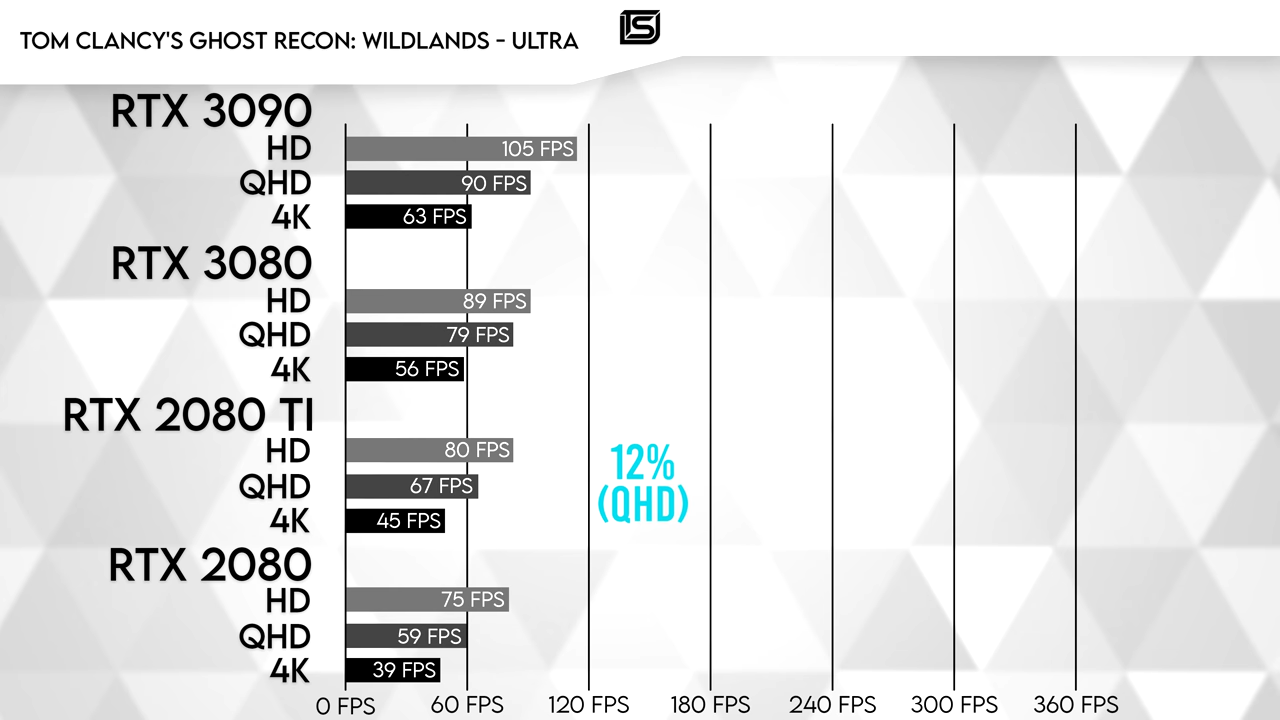 TOM CLANCY'S GHOST RECON: WILDLANDS - ULTRA
RTX 3090
HD 105 FPS
QHD 90 FPS
4K 63 FPS
RTX 3080
HD 89 FPS
QHD 79 FPS
4K 56 FPS
RTX 2080 TI
HD 80 FPS
QHD 67 FPS
4K 45 FPS
12%
(QHD)
RTX 2080
HD 75 FPS
QHD 59 FPS
4K 39 FPS
0 FPS 60 FPS 120 FPS 180 FPS 240 FPS 300 FPS 360 FPS